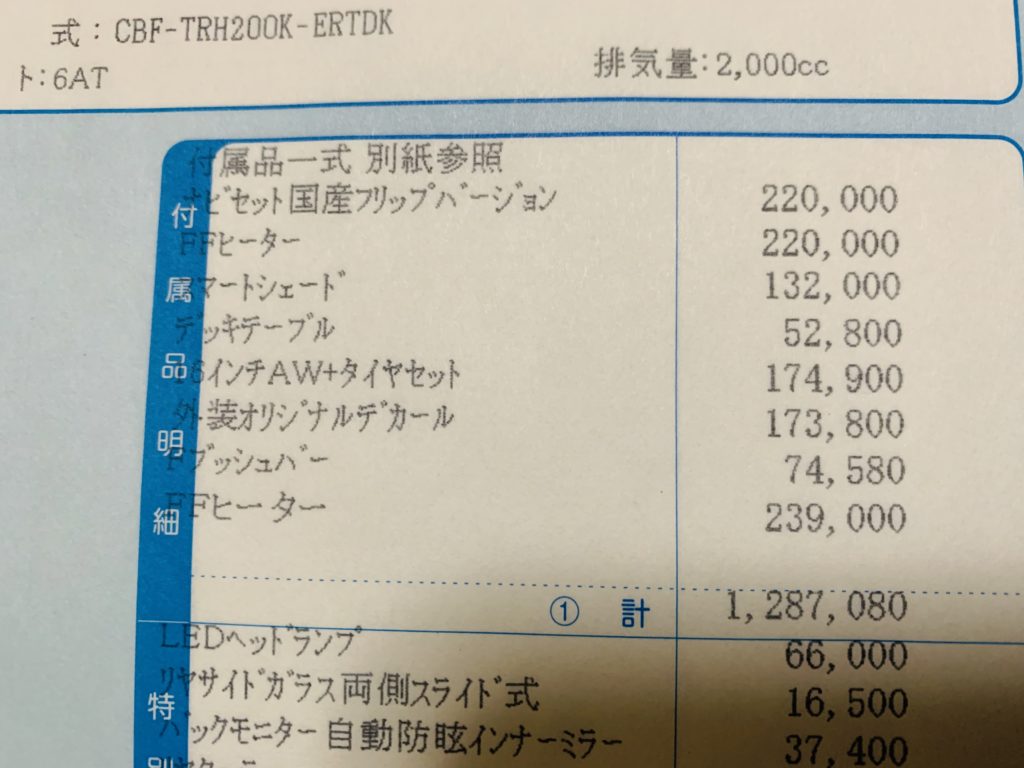 式：CBF-TRH200K-ERTDK
ト：6AT
排気量：2,000cc
付属品明細
付属品一式 別紙参照
ナビセット国産フリップバージョン 220,000
FFヒーター 220,000
スマートシェード 132,000
デッキテーブル 52,800
16インチAW+タイヤセット 174,900
外装オリジナルデカール 173,800
Fブッシュバー 74,580
FFヒーター 239,000
① 計 1,287,080
特別
LEDヘッドランプ 66,000
リヤサイドガラス両側スライド式 16,500
バックモニター自動防眩インナーミラー 37,400